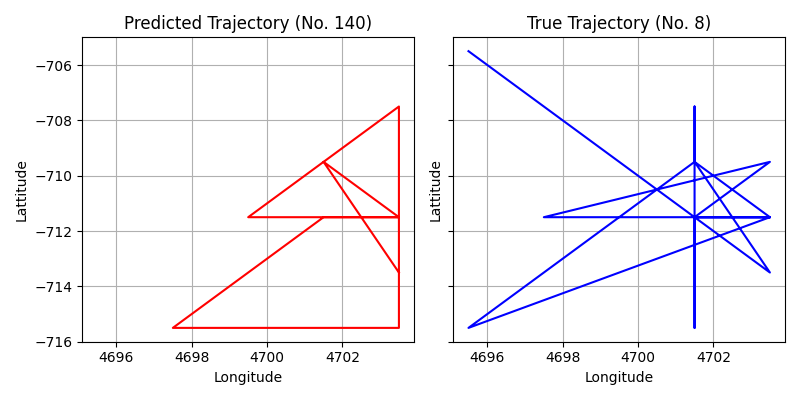 Predicted Trajectory (No. 140)
True Trajectory (No. 8)
−706
−708
−710
−712
−714
−716
Lattitude
Lattitude
4696 4698 4700 4702
4696 4698 4700 4702
Longitude
Longitude